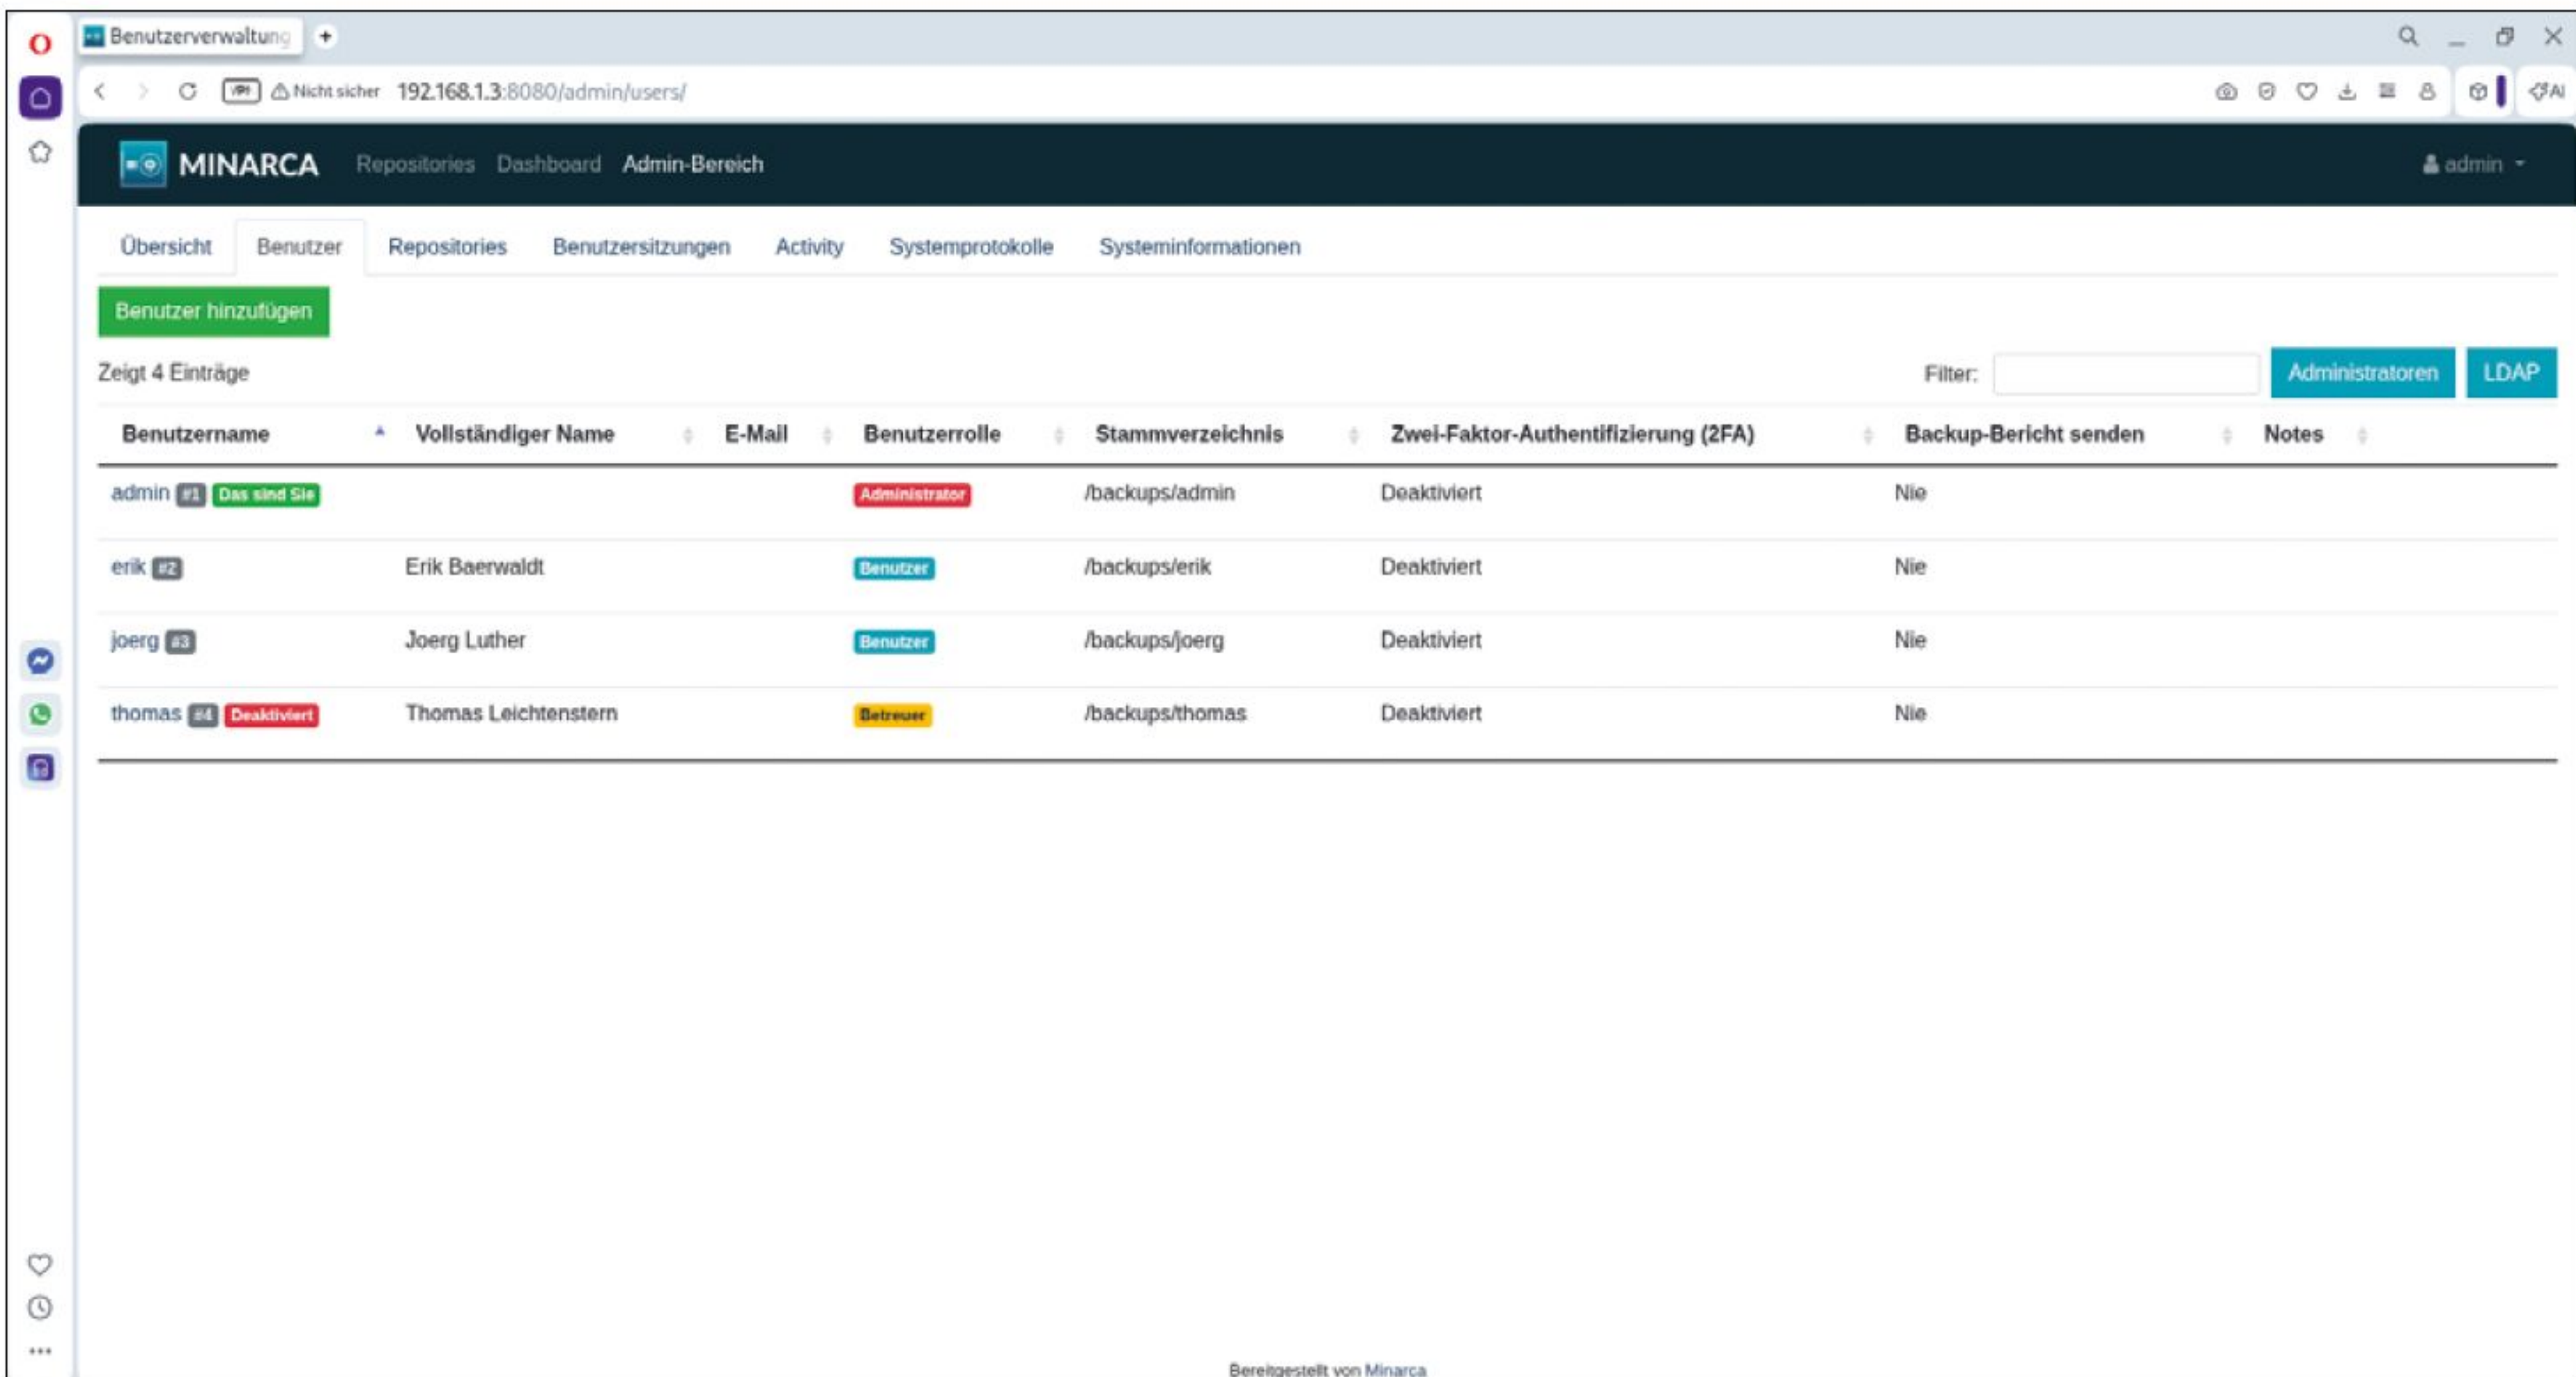 Benutzerverwaltung +
VPN Nicht sicher 192.168.1.3:8080/admin/users/ AI
MINARCA Repositories Dashboard Admin-Bereich admin
Übersicht Benutzer Repositories Benutzersitzungen Activity Systemprotokolle Systeminformationen
Benutzer hinzufügen
Zeigt 4 Einträge Filter: Administratoren LDAP
Benutzername Vollständiger Name E-Mail Benutzerrolle Stammverzeichnis Zwei-Faktor-Authentifizierung (2FA) Backup-Bericht senden Notes
admin #1 Das sind Sie Administrator /backups/admin Deaktiviert Nie
erik #2 Erik Baerwaldt Benutzer /backups/erik Deaktiviert Nie
joerg #3 Joerg Luther Benutzer /backups/joerg Deaktiviert Nie
thomas #4 Deaktiviert Thomas Leichtenstern Betreuer /backups/thomas Deaktiviert Nie
Bereitgestellt von Minarca